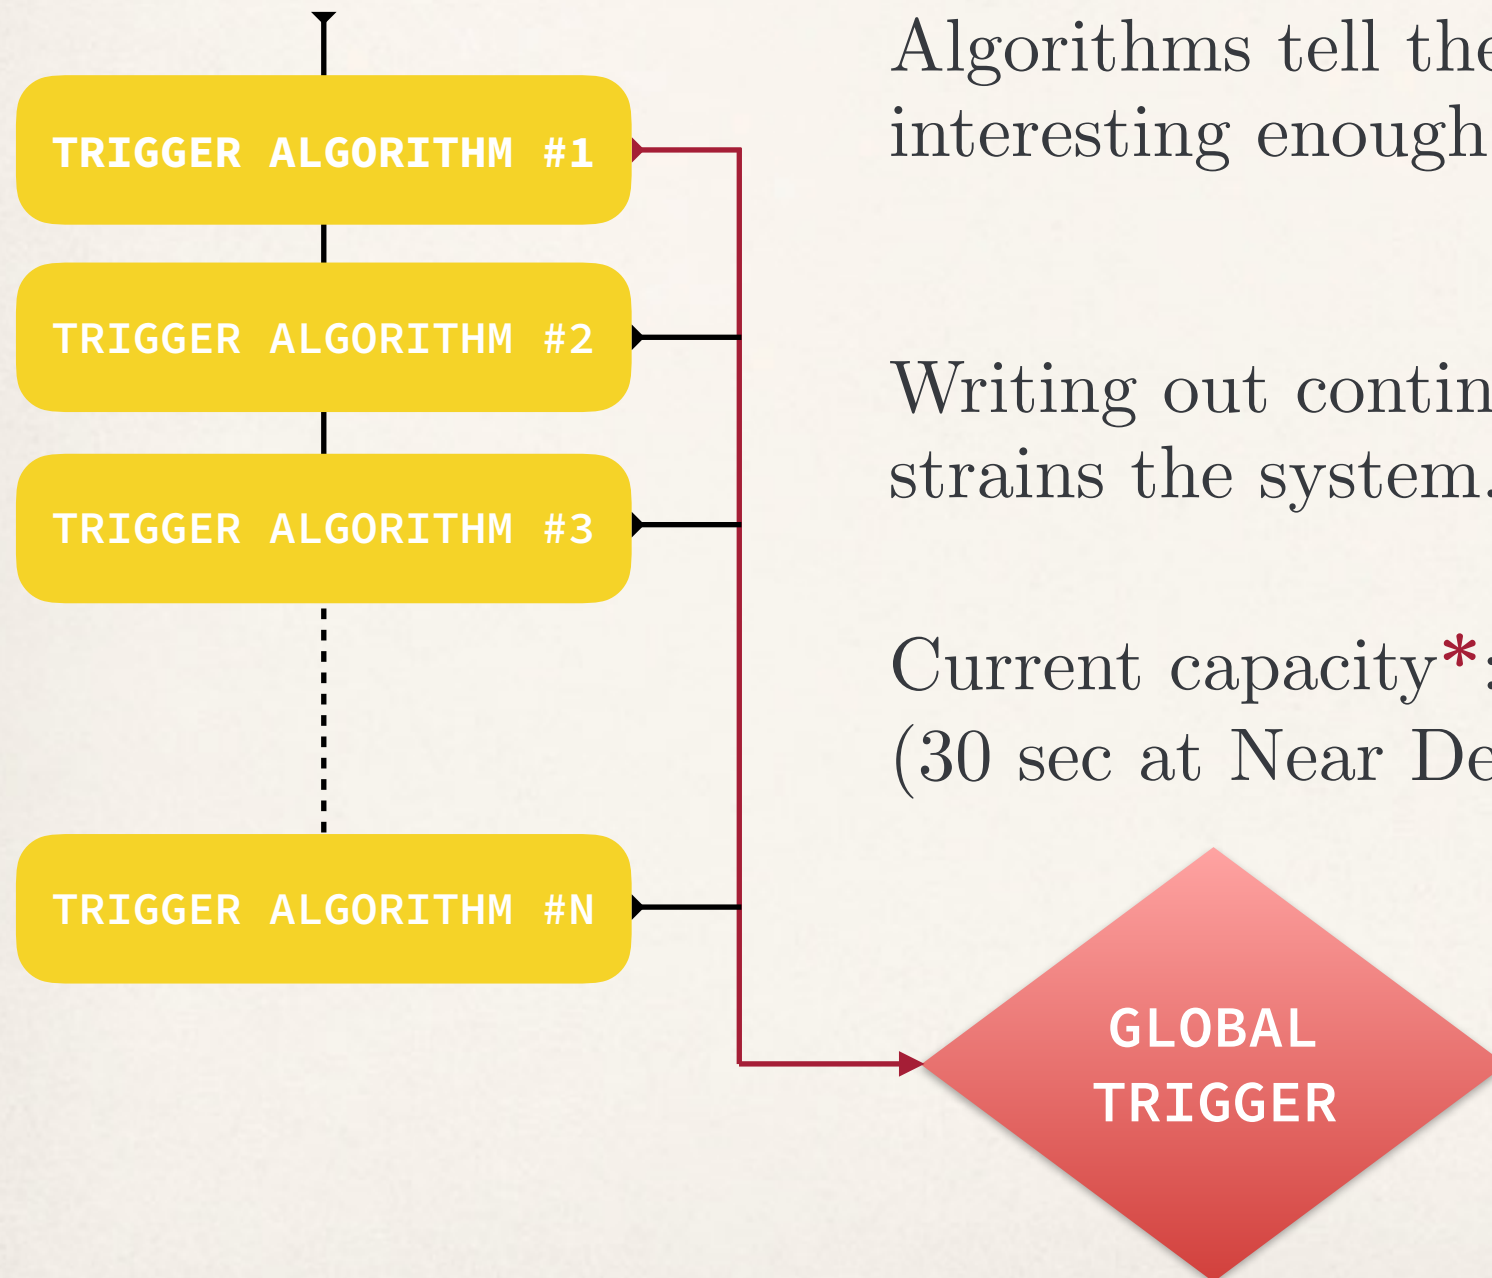 TRIGGER ALGORITHM #1
TRIGGER ALGORITHM #2
TRIGGER ALGORITHM #3
TRIGGER ALGORITHM #N
Algorithms tell the
interesting enough
Writing out contin
strains the system.
Current capacity*:
(30 sec at Near De
GLOBAL
TRIGGER